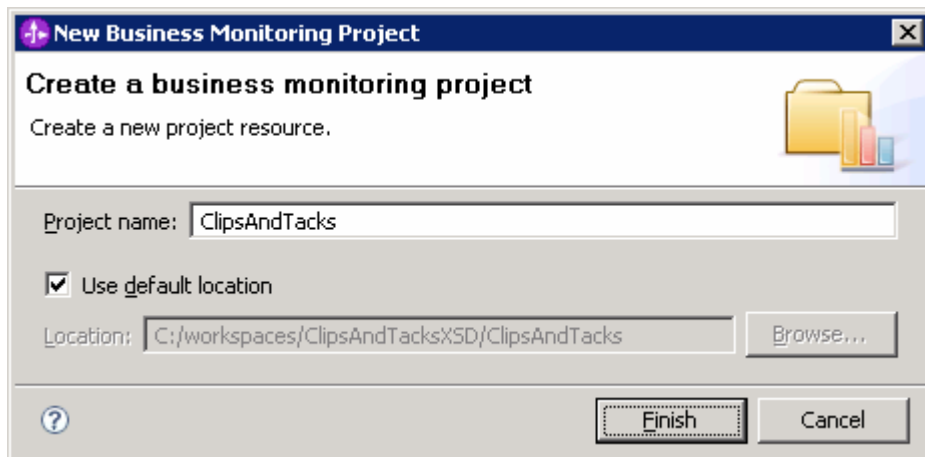 New Business Monitoring Project
Create a business monitoring project
Create a new project resource.
Project name: ClipsAndTacks
Use default location
Location: C:/workspaces/ClipsAndTacksXSD/ClipsAndTacks Browse...
? Finish Cancel